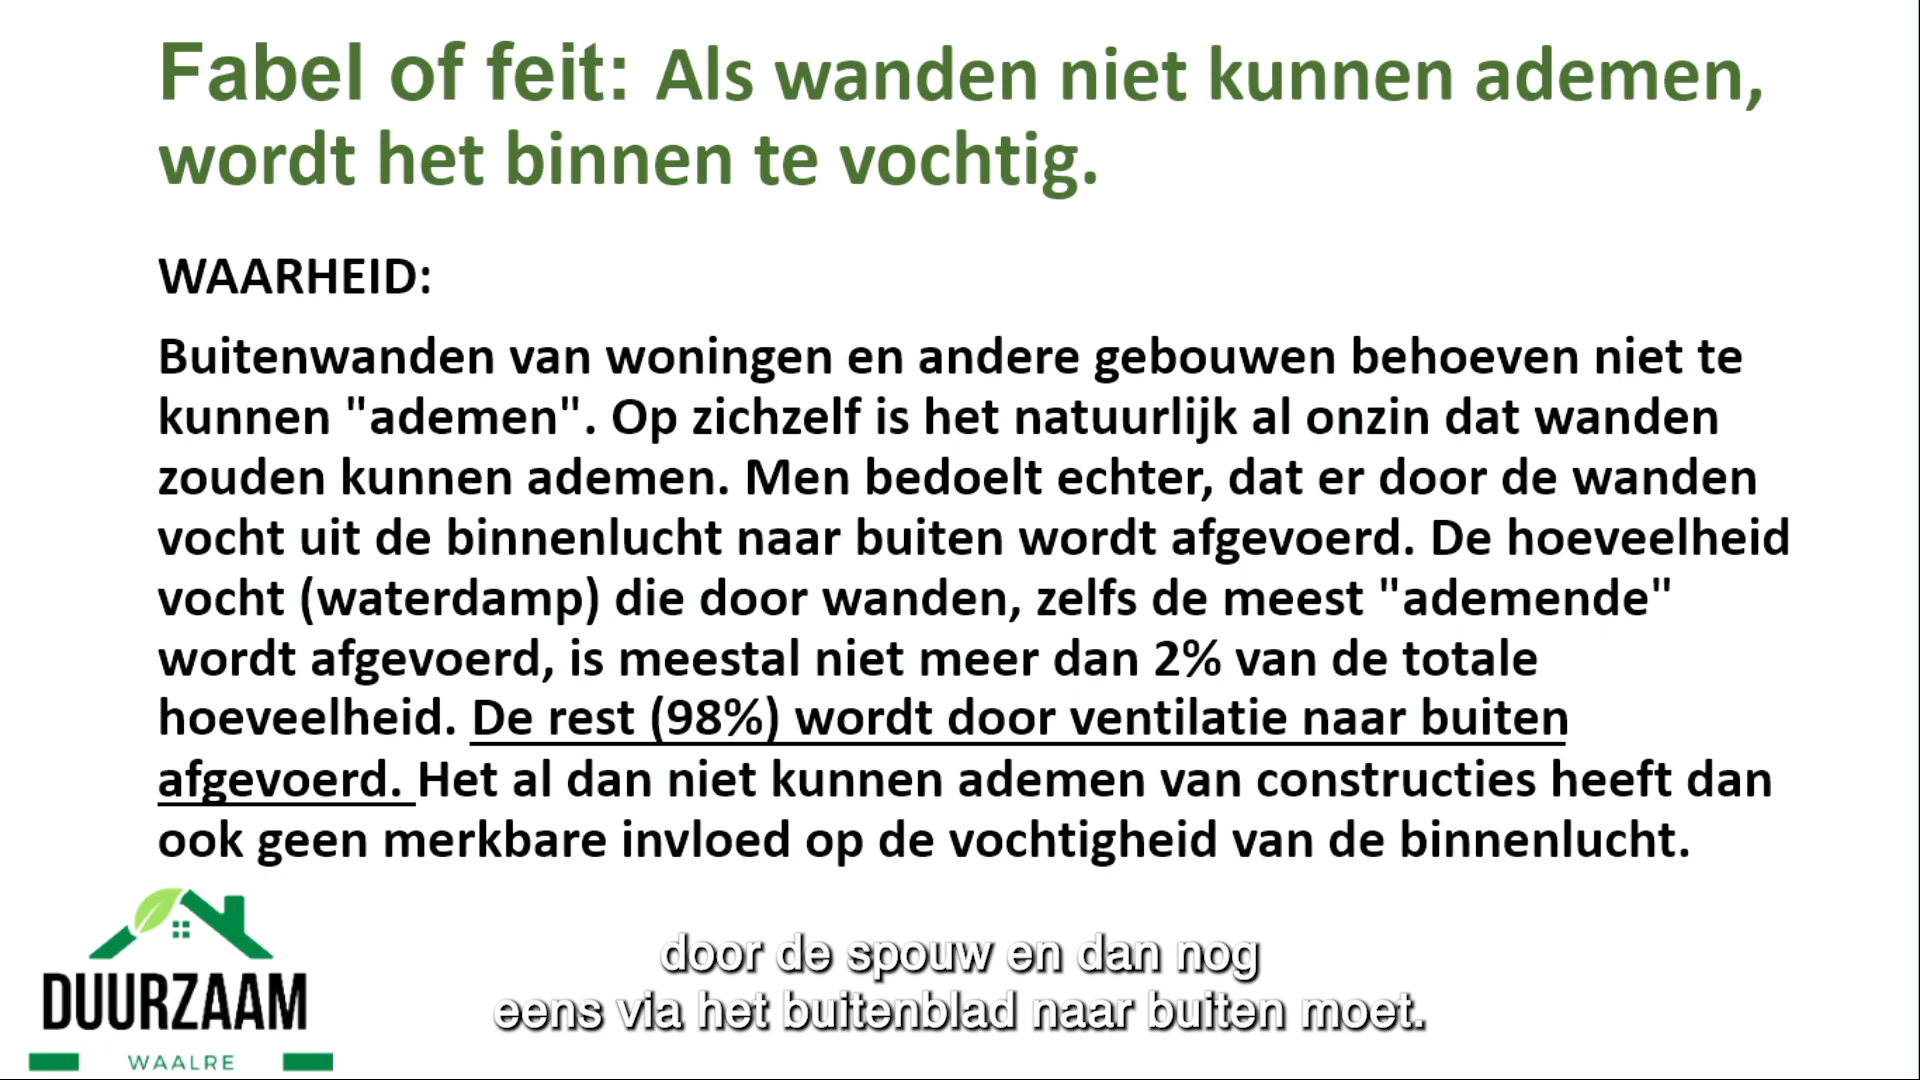 Fabel of feit: Als wanden niet kunnen ademen,
wordt het binnen te vochtig.
WAARHEID:
Buitenwanden van woningen en andere gebouwen behoeven niet te
kunnen "ademen". Op zichzelf is het natuurlijk al onzin dat wanden
zouden kunnen ademen. Men bedoelt echter, dat er door de wanden
vocht uit de binnenlucht naar buiten wordt afgevoerd. De hoeveelheid
vocht (waterdamp) die door wanden, zelfs de meest "ademende"
wordt afgevoerd, is meestal niet meer dan 2% van de totale
hoeveelheid. De rest (98%) wordt door ventilatie naar buiten
afgevoerd. Het al dan niet kunnen ademen van constructies heeft dan
ook geen merkbare invloed op de vochtigheid van de binnenlucht.
door de spouw en dan nog
eens via het buitenblad naar buiten moet.
DUURZAAM
WAALRE